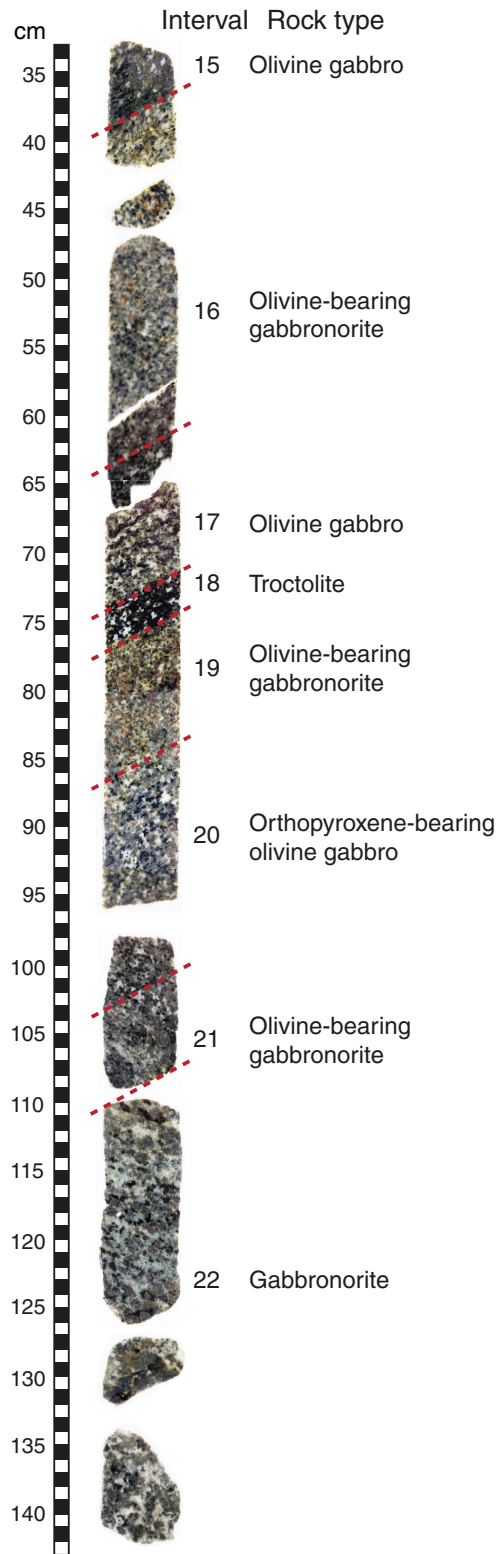 Interval Rock type
cm
35
15 Olivine gabbro
40
45
50
16 Olivine-bearing
gabbronorite
55
60
65
17 Olivine gabbro
70
18 Troctolite
75
19 Olivine-bearing
gabbronorite
80
85
90
20 Orthopyroxene-bearing
olivine gabbro
95
100
105
21 Olivine-bearing
gabbronorite
110
115
120
22 Gabbronorite
125
130
135
140